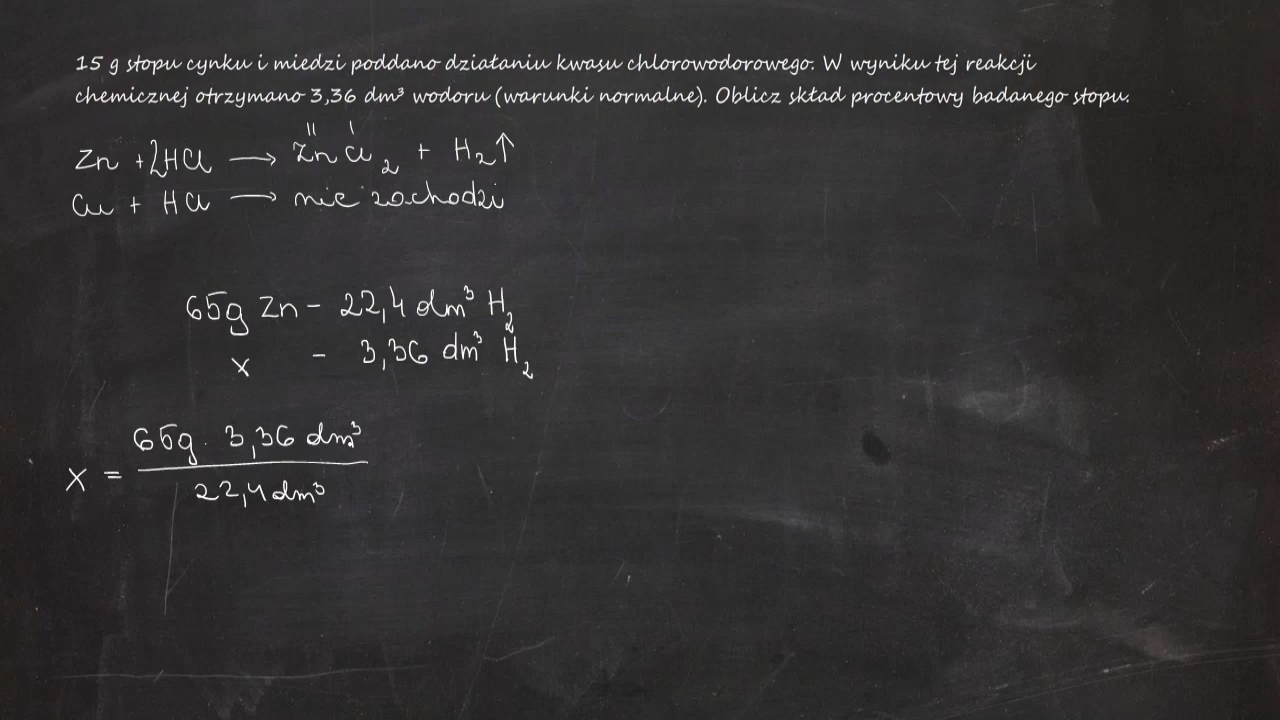 15 g stopu cynku i miedzi poddano działaniu kwasu chlorowodorowego. W wyniku tej reakcji
chemicznej otrzymano 3,36 dm³ wodoru (warunki normalne). Oblicz skład procentowy badanego stopu.
II I
Zn + 2HCl → ZnCl₂ + H₂↑
Cu + HCl → nie zachodzi
65g Zn – 22,4 dm³ H₂
x – 3,36 dm³ H₂
65g · 3,36 dm³
x =
22,4 dm³